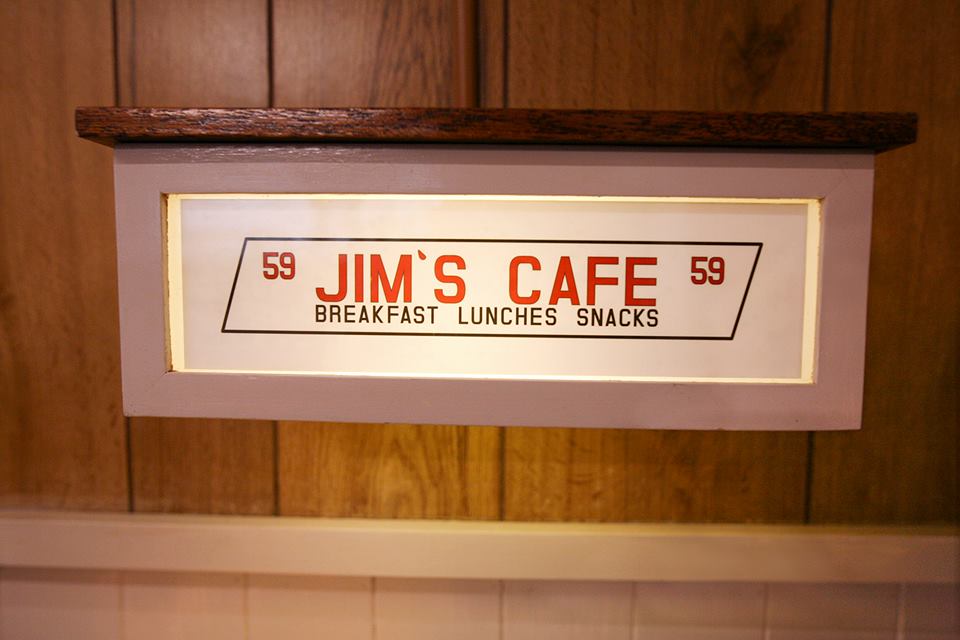 59 JIM`S CAFE 59
BREAKFAST LUNCHES SNACKS